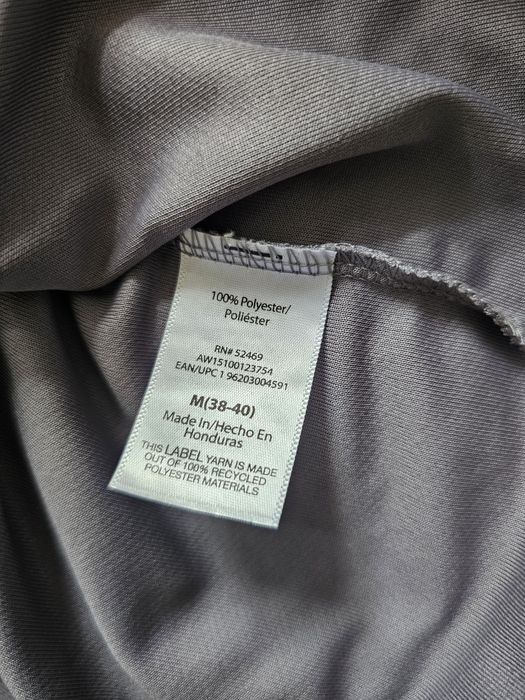 100% Polyester/
Poliéster
RN# 52469
AW15100123754
EAN/UPC 1 96203004591
M(38-40)
Made In/Hecho En
Honduras
THIS LABEL YARN IS MADE
OUT OF 100% RECYCLED
POLYESTER MATERIALS